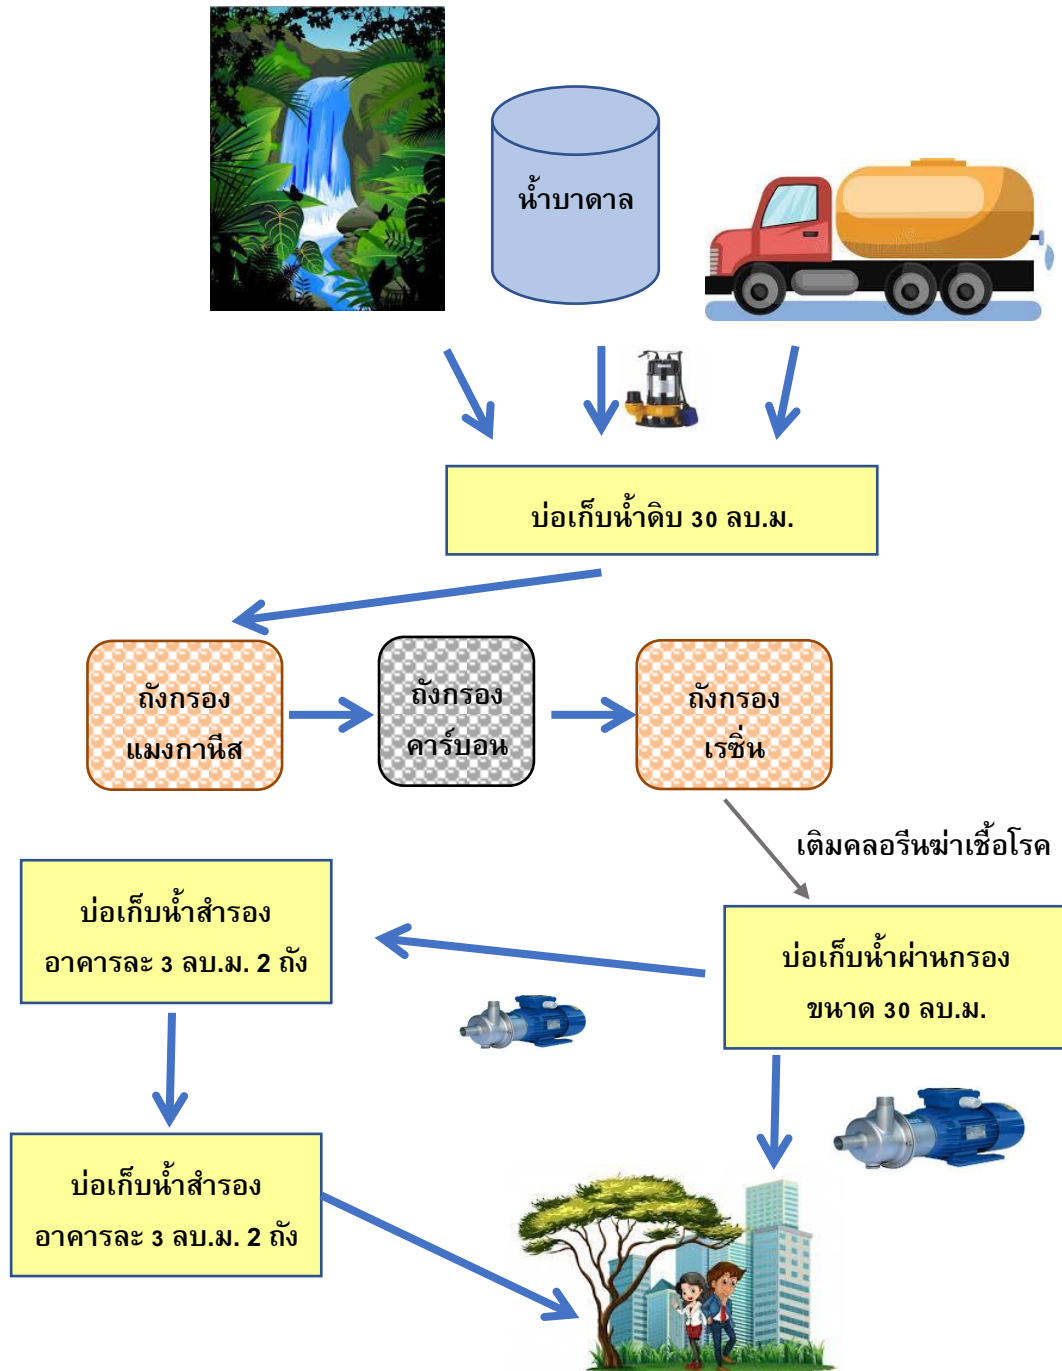 น้ำบาดาล
บ่อเก็บน้ำดิบ 30 ลบ.ม.
ถังกรอง
แมงกานีส
ถังกรอง
คาร์บอน
ถังกรอง
เรซิ่น
เติมคลอรีนฆ่าเชื้อโรค
บ่อเก็บน้ำสำรอง
อาคารละ 3 ลบ.ม. 2 ถัง
บ่อเก็บน้ำผ่านกรอง
ขนาด 30 ลบ.ม.
บ่อเก็บน้ำสำรอง
อาคารละ 3 ลบ.ม. 2 ถัง